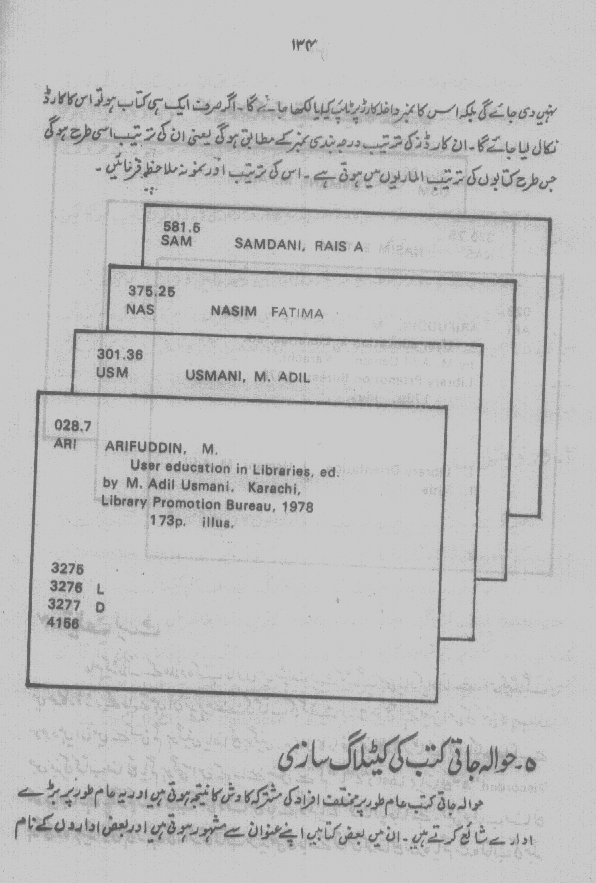 ۱۳۴
نہیں دی جائے گی بلکہ اس کا نمبر داخلہ کارڈ پر ٹائپ کیا یا لکھا جائے گا۔ اگر صرف ایک ہی کتاب ہو تو اس کا کارڈ
نکال لیا جائے گا۔ ان کارڈز کی ترتیب درجہ بندی نمبر کے مطابق ہوگی یعنی ان کی ترتیب اسی طرح ہوگی
جس طرح کتابوں کی ترتیب الماریوں میں ہوتی ہے۔ اس کی ترتیب اور نمونہ ملاحظہ فرمائیں۔
581.5
SAM SAMDANI, RAIS A
375.25
NAS NASIM FATIMA
301.36
USM USMANI, M. ADIL
028.7
ARI ARIFUDDIN, M.
User education in Libraries, ed.
by M. Adil Usmani. Karachi,
Library Promotion Bureau, 1978
173p. illus.
3275
3276 L
3277 D
4166
۵۔ حوالہ جاتی کتب کی کیٹلاگ سازی
حوالہ جاتی کتب عام طور پر مختلف افراد کی مشترکہ کاوش کا نتیجہ ہوتی ہیں اور یہ عام طور پر بڑے
ادارے شائع کرتے ہیں۔ ان میں بعض کتابیں اپنے عنوان سے مشہور ہوتی ہیں اور بعض اداروں کے نام